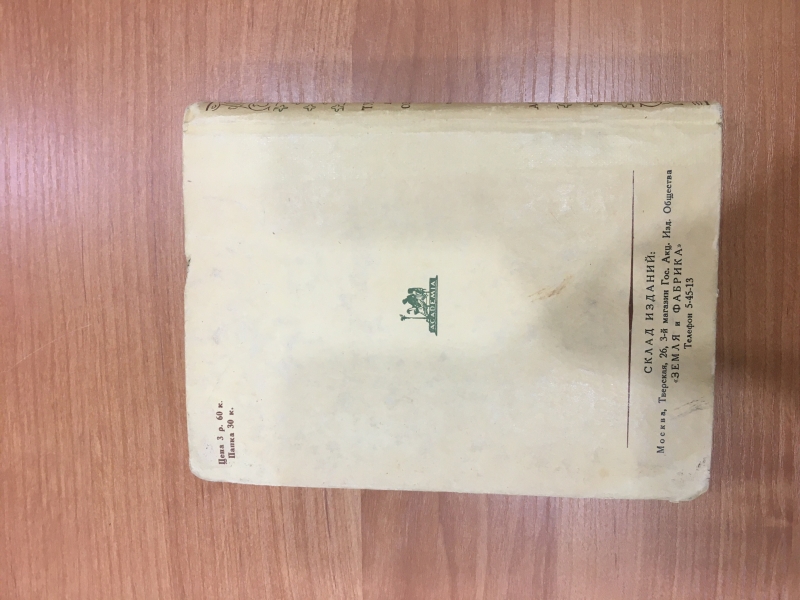 Цена 3 р. 60 к.
Папка 30 к.
ACADEMIA
СКЛАД ИЗДАНИЙ:
Москва, Тверская, 26, 3-й магазин Гос. Акц. Изд. Общества
«ЗЕМЛЯ и ФАБРИКА»
Телефон 5-45-13